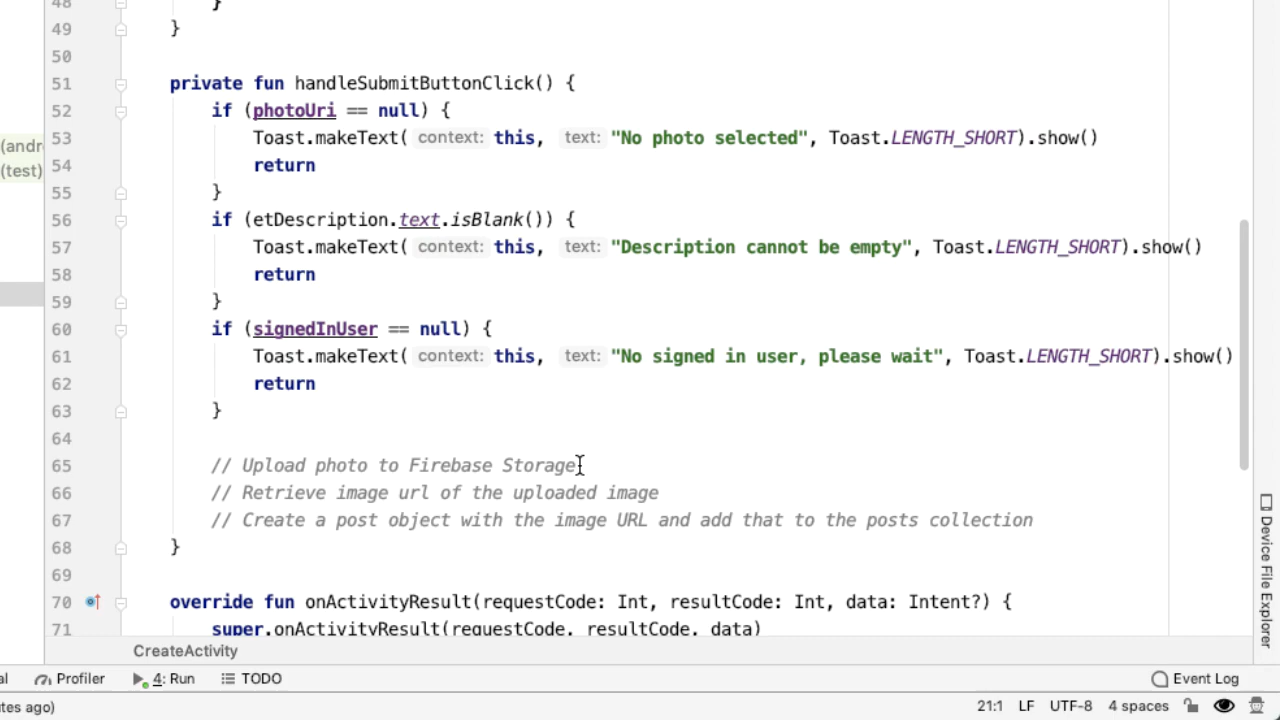 48 }
49 }
50
51 private fun handleSubmitButtonClick() {
52 if (photoUri == null) {
(andr
53 Toast.makeText( context: this, text: "No photo selected", Toast.LENGTH_SHORT).show()
(test)
54 return
55 }
56 if (etDescription.text.isBlank()) {
57 Toast.makeText( context: this, text: "Description cannot be empty", Toast.LENGTH_SHORT).show()
58 return
59 }
60 if (signedInUser == null) {
61 Toast.makeText( context: this, text: "No signed in user, please wait", Toast.LENGTH_SHORT).show()
62 return
63 }
64
65 // Upload photo to Firebase Storage
66 // Retrieve image url of the uploaded image
67 // Create a post object with the image URL and add that to the posts collection
68 }
69
70 override fun onActivityResult(requestCode: Int, resultCode: Int, data: Intent?) {
71 super.onActivityResult(requestCode, resultCode, data)
Device File Explorer
CreateActivity
al Profiler 4: Run TODO Event Log
tes ago) 21:1 LF UTF-8 4 spaces